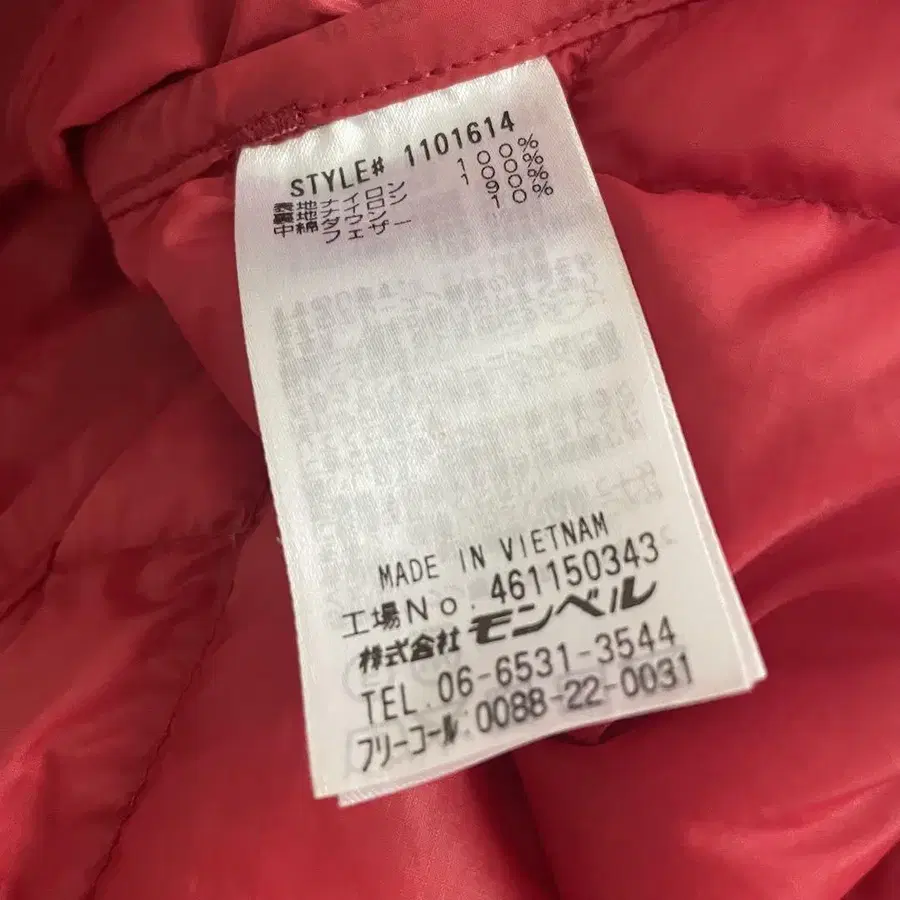 STYLE# 1101614
表地ナイロン 100%
裏地ナイロン 100%
中綿ダウン 90%
フェザー 10%
MADE IN VIETNAM
工場No. 461150343
株式会社 モンベル
TEL. 06-6531-3544
フリーコール: 0088-22-0031